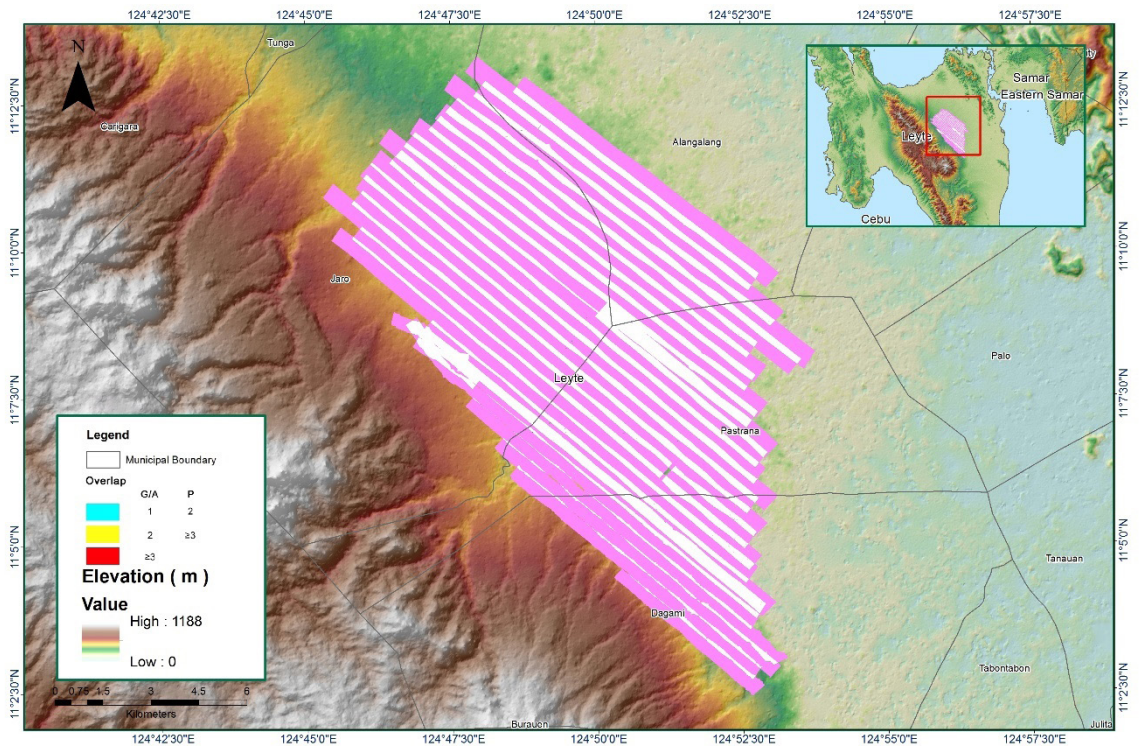 124°42'30"E 124°45'0"E 124°47'30"E 124°50'0"E 124°52'30"E 124°55'0"E 124°57'30"E
N
Tunga
Carigara
Alangalang
Jaro
Leyte
Palo
Pastrana
Tanauan
Dagami
Tabontabon
Burauen
Julita
Samar
Eastern Samar
Leyte
Cebu
11°12'30"N
11°10'0"N
11°7'30"N
11°5'0"N
11°2'30"N
11°12'30"N
11°10'0"N
11°7'30"N
11°5'0"N
11°2'30"N
Legend
Municipal Boundary
Overlap
G/A P
1 2
2 ≥3
≥3
Elevation ( m )
Value
High : 1188
Low : 0
0 0.75 1.5 3 4.5 6
Kilometers
124°42'30"E 124°45'0"E 124°47'30"E 124°50'0"E 124°52'30"E 124°55'0"E 124°57'30"E